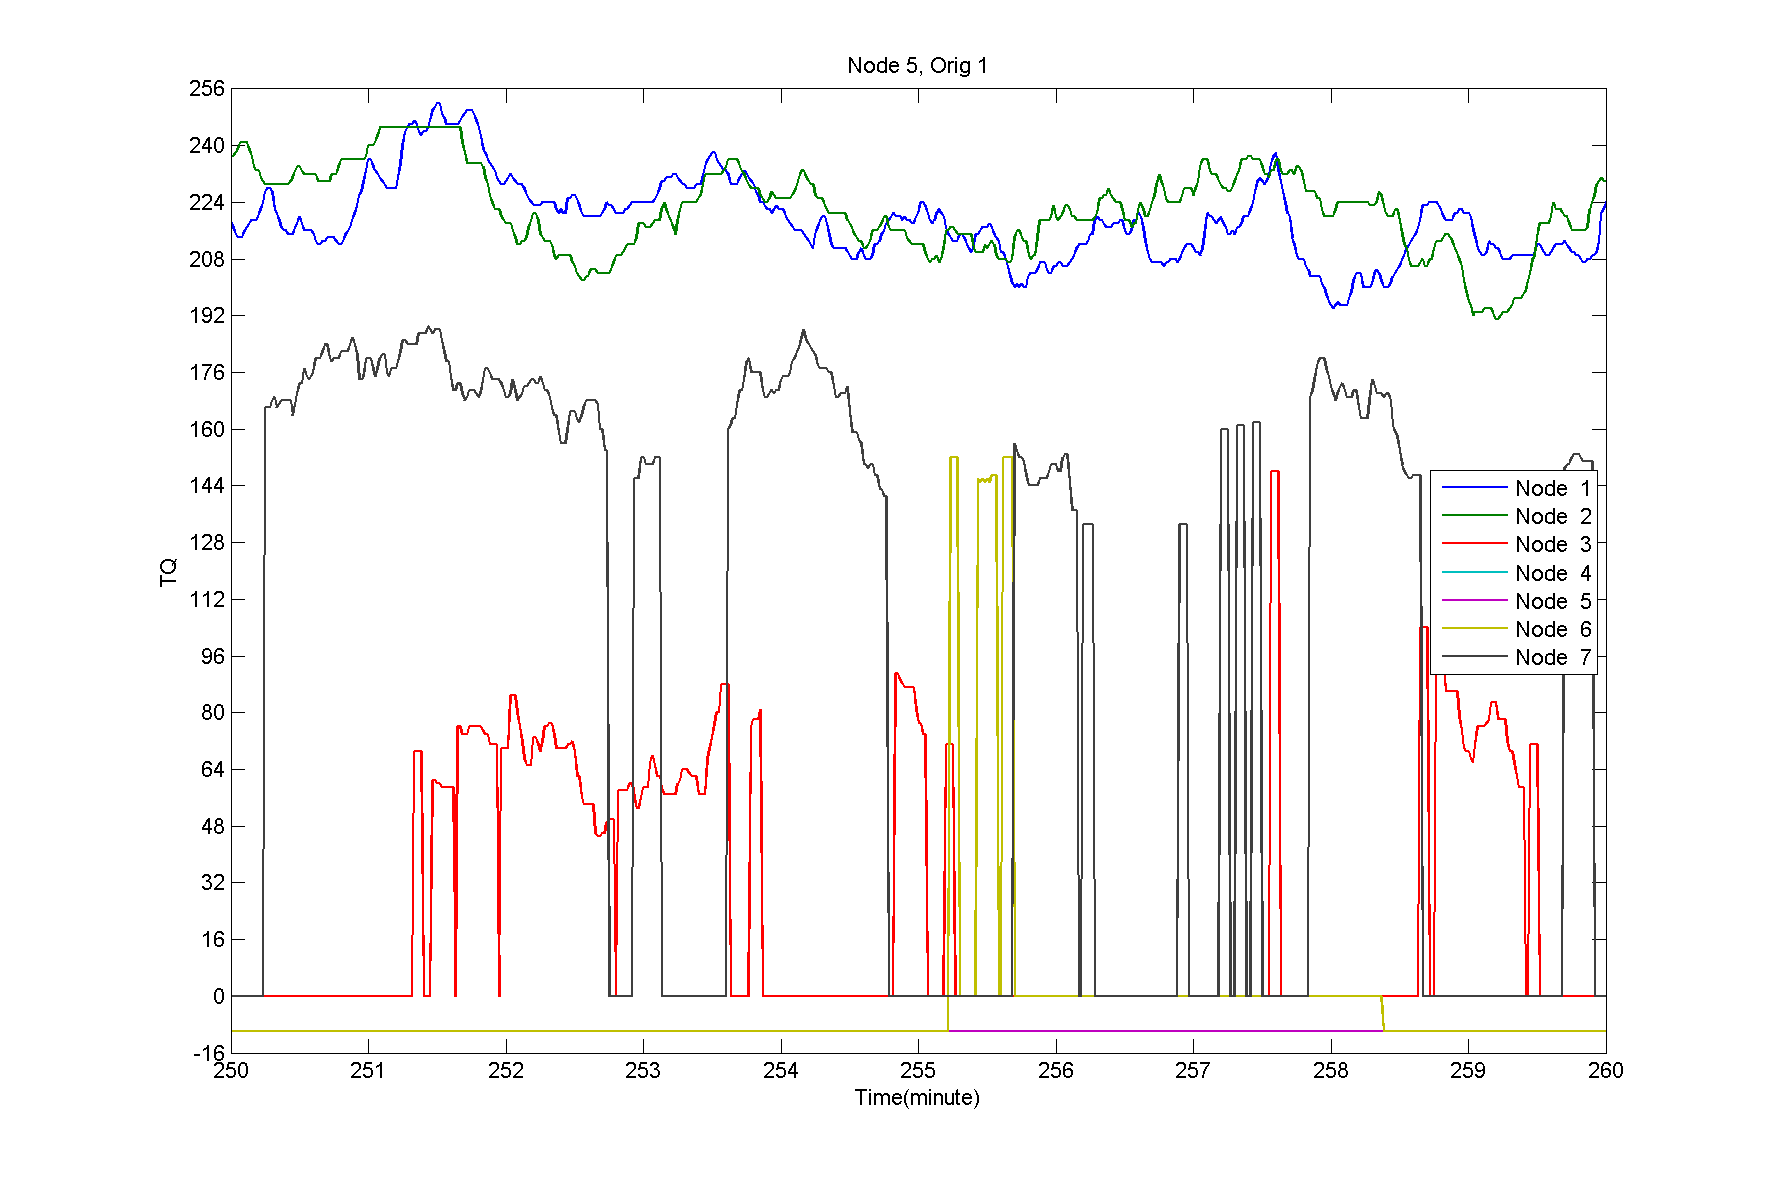 Node 5, Orig 1
256
240
224
208
192
176
160
144
128
112
96
80
64
48
32
16
0
-16
TQ
Node 1
Node 2
Node 3
Node 4
Node 5
Node 6
Node 7
250 251 252 253 254 255 256 257 258 259 260
Time(minute)